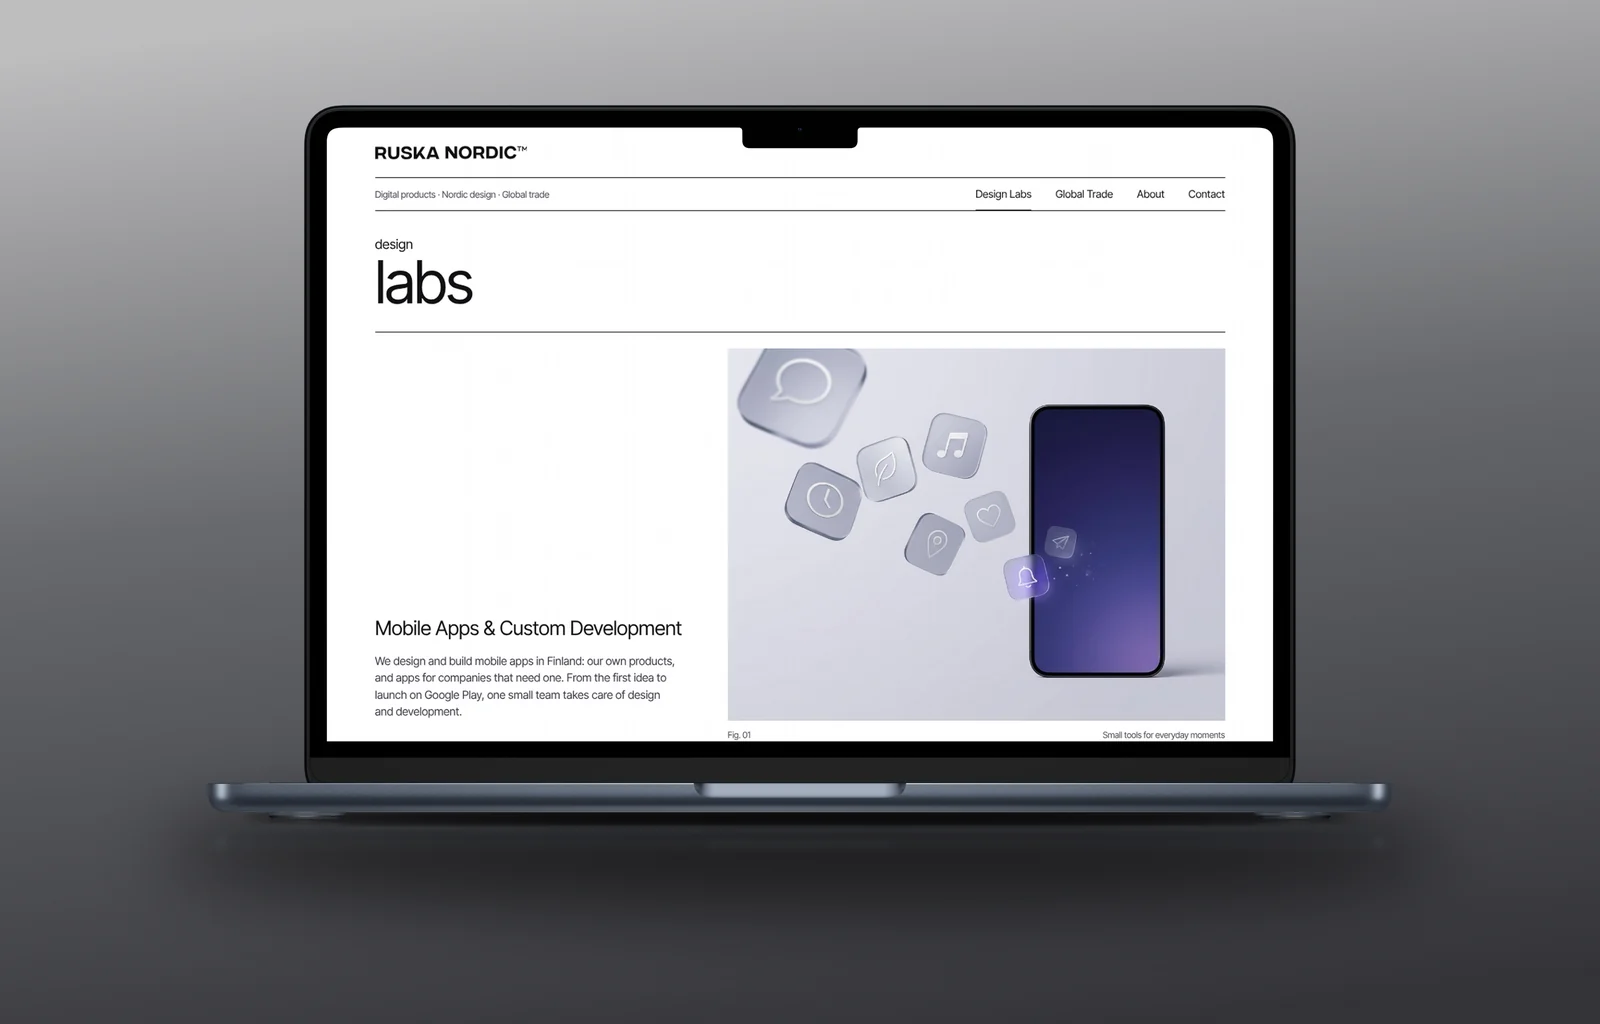 RUSKA NORDIC™
Digital products · Nordic design · Global trade
Design Labs
Global Trade
About
Contact
design
labs
Mobile Apps & Custom Development
We design and build mobile apps in Finland: our own products,
and apps for companies that need one. From the first idea to
launch on Google Play, one small team takes care of design
and development.
Fig. 01
Small tools for everyday moments